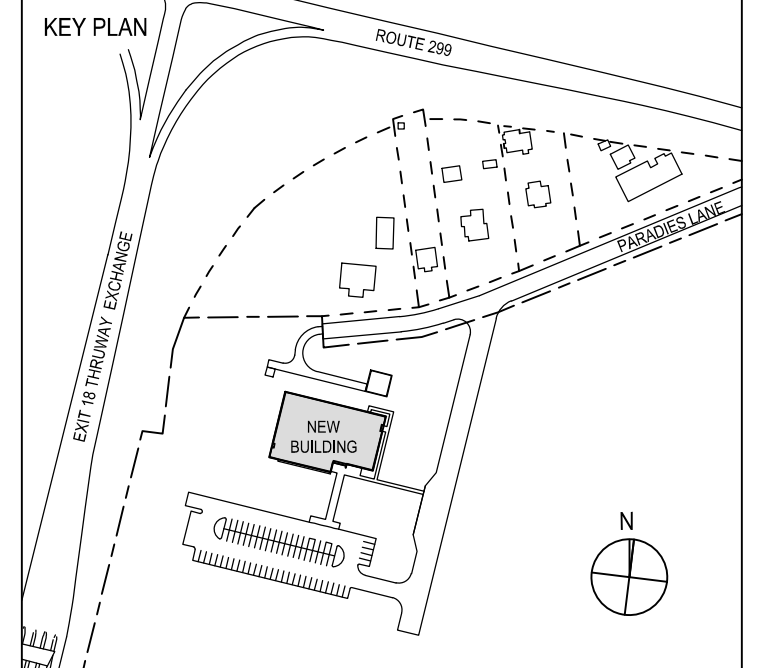 KEY PLAN
ROUTE 299
PARADIES LANE
EXIT 18 THRUWAY EXCHANGE
NEW
BUILDING
N